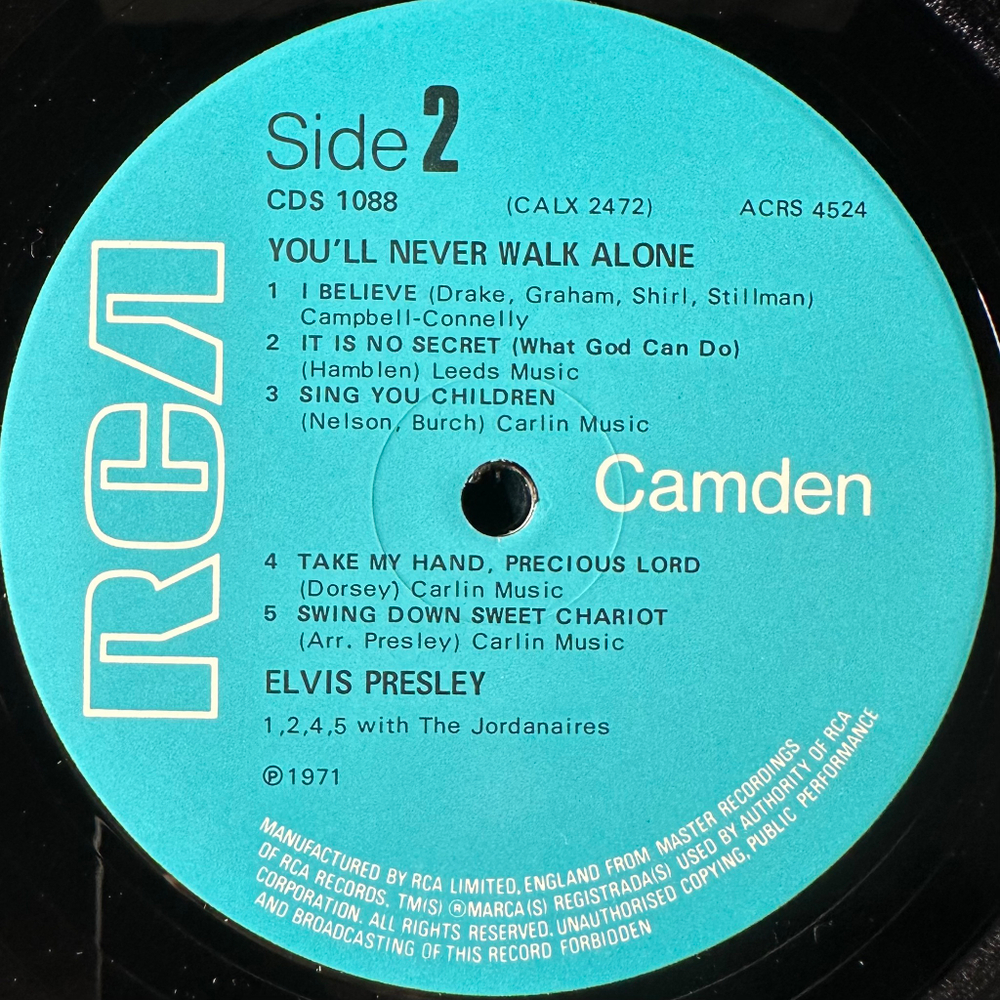 Side 2
CDS 1088 (CALX 2472) ACRS 4524
YOU'LL NEVER WALK ALONE
1 I BELIEVE (Drake, Graham, Shirl, Stillman)
Campbell-Connelly
2 IT IS NO SECRET (What God Can Do)
(Hamblen) Leeds Music
3 SING YOU CHILDREN
(Nelson, Burch) Carlin Music
RCA
Camden
4 TAKE MY HAND, PRECIOUS LORD
(Dorsey) Carlin Music
5 SWING DOWN SWEET CHARIOT
(Arr. Presley) Carlin Music
ELVIS PRESLEY
1,2,4,5 with The Jordanaires
℗1971
MANUFACTURED BY RCA LIMITED, ENGLAND FROM MASTER RECORDINGS
OF RCA RECORDS. TM(S) ®MARCA(S) REGISTRADA(S) USED BY AUTHORITY OF RCA
CORPORATION. ALL RIGHTS RESERVED. UNAUTHORISED COPYING, PUBLIC PERFORMANCE
AND BROADCASTING OF THIS RECORD FORBIDDEN